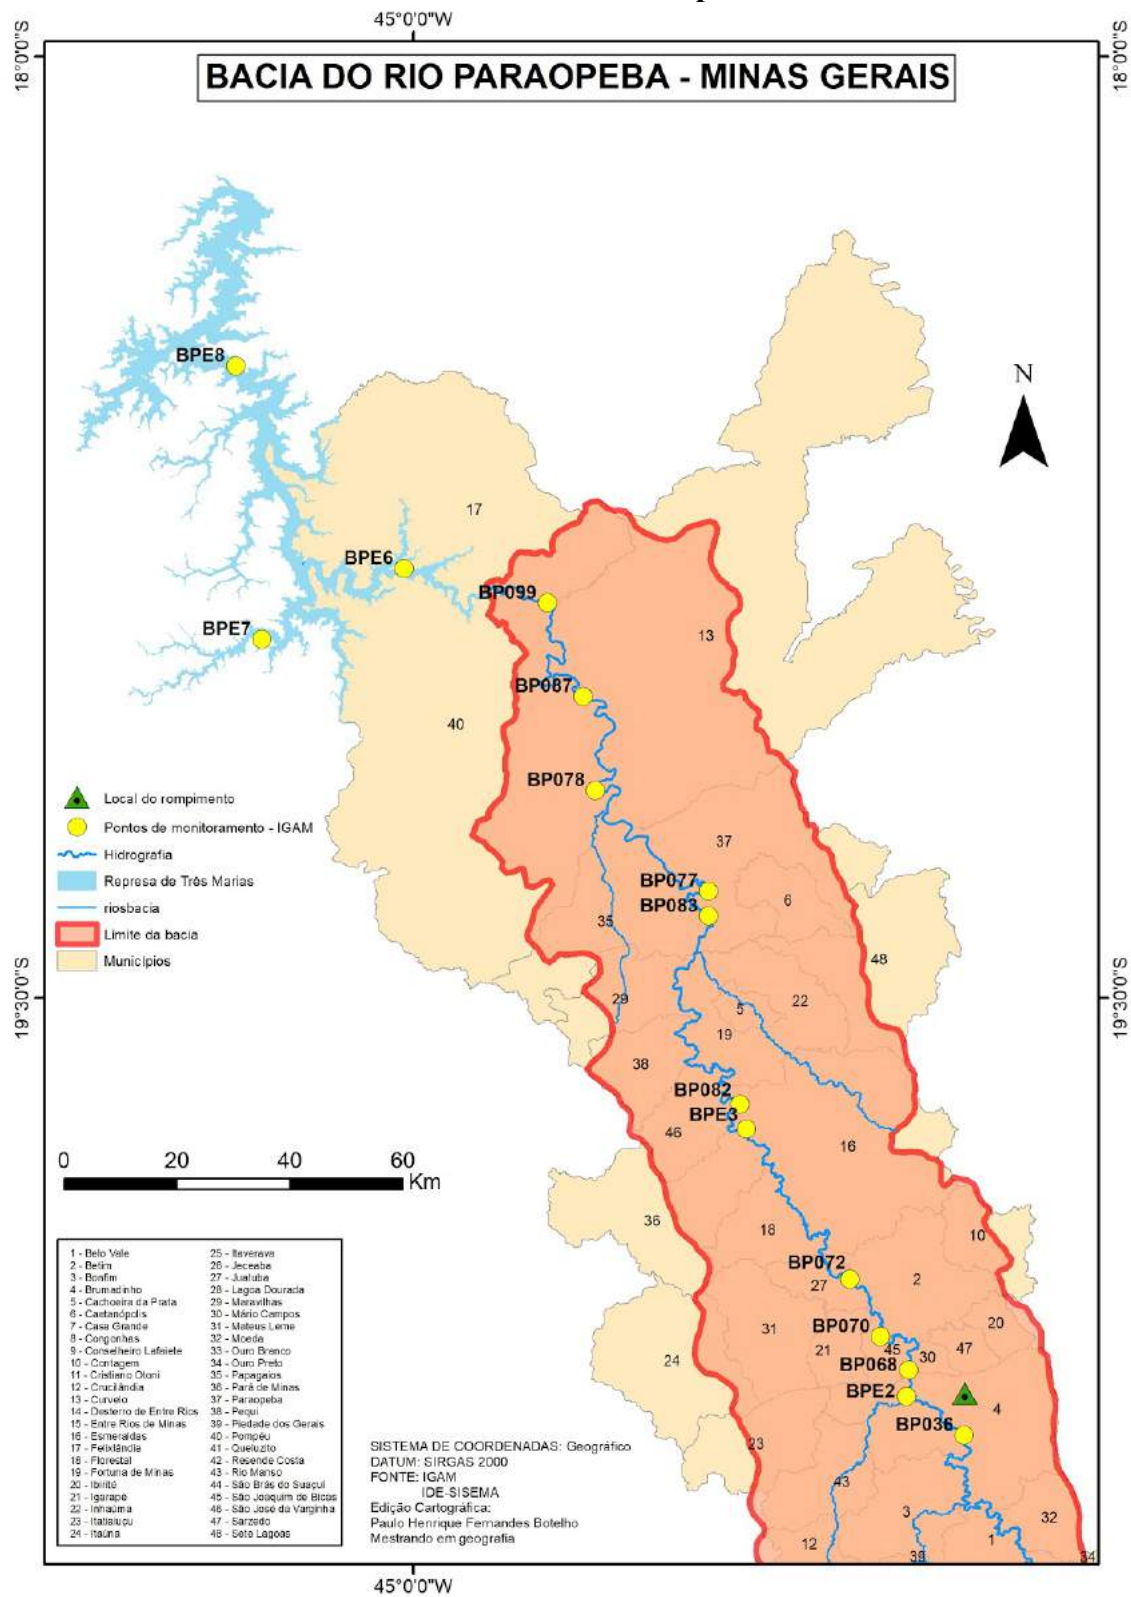 45°0'0"W
18°0'0"S
18°0'0"S
BACIA DO RIO PARAOPEBA - MINAS GERAIS
BPE8
N
17
BPE6
BP099
BPE7
13
BP087
40
BP078
Local do rompimento
Pontos de monitoramento - IGAM
Hidrografia
Represa de Três Marias
riosbacia
Limite da bacia
Municípios
37
BP077
6
BP083
35
48
19°30'0"S
19°30'0"S
29
22
5
19
38
BP082
BPE3
46
16
0 20 40 60
Km
36
18
10
BP072
27
2
31
BP070
20
21
45
30
47
24
BP068
BPE2
4
BP036
23
43
3
32
12
39
1
34
1 - Belo Vale
2 - Betim
3 - Bonfim
4 - Brumadinho
5 - Cachoeira da Prata
6 - Caetanópolis
7 - Casa Grande
8 - Congonhas
9 - Conselheiro Lafaiete
10 - Contagem
11 - Cristiano Otoni
12 - Crucilândia
13 - Curvelo
14 - Desterro de Entre Rios
15 - Entre Rios de Minas
16 - Esmeraldas
17 - Felixlândia
18 - Florestal
19 - Fortuna de Minas
20 - Ibirité
21 - Igarapé
22 - Inhaúma
23 - Itatiaiuçu
24 - Itaúna
25 - Itaverava
26 - Jeceaba
27 - Juatuba
28 - Lagoa Dourada
29 - Maravilhas
30 - Mário Campos
31 - Mateus Leme
32 - Moeda
33 - Ouro Branco
34 - Ouro Preto
35 - Papagaios
36 - Pará de Minas
37 - Paraopeba
38 - Pequi
39 - Piedade dos Gerais
40 - Pompéu
41 - Queluzito
42 - Resende Costa
43 - Rio Manso
44 - São Brás do Suaçuí
45 - São Joaquim de Bicas
46 - São José da Varginha
47 - Sarzedo
48 - Sete Lagoas
SISTEMA DE COORDENADAS: Geográfico
DATUM: SIRGAS 2000
FONTE: IGAM
IDE-SISEMA
Edição Cartográfica:
Paulo Henrique Fernandes Botelho
Mestrando em geografia
45°0'0"W